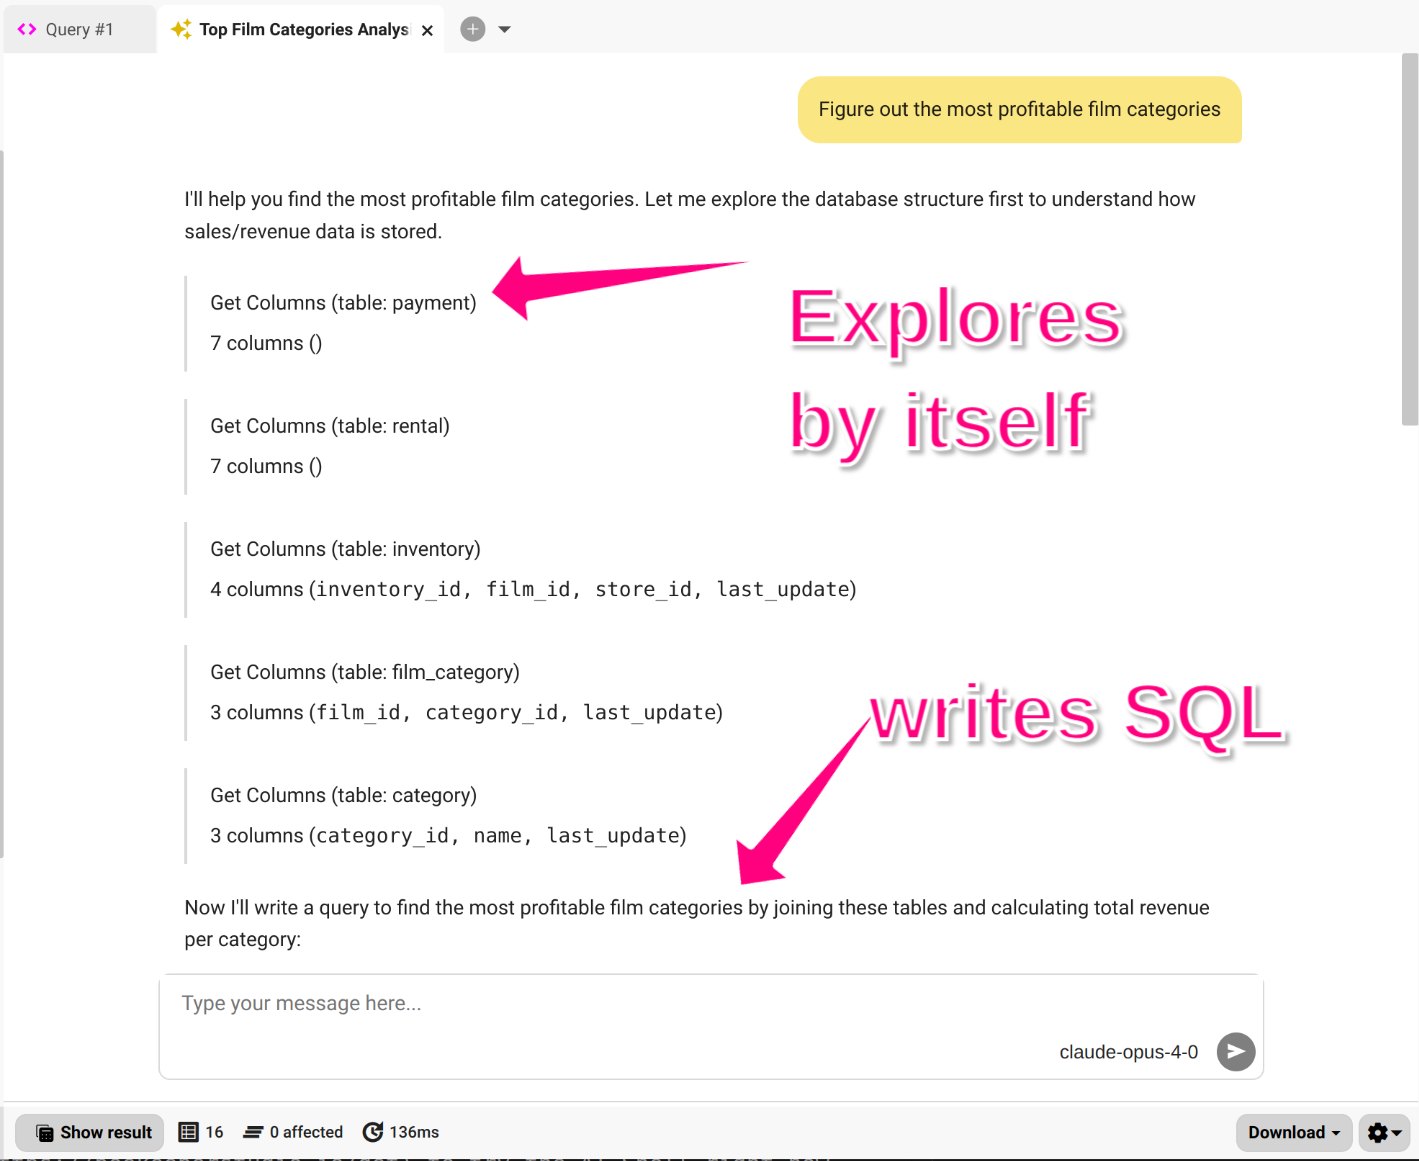 Query #1
Top Film Categories Analys
Figure out the most profitable film categories
I'll help you find the most profitable film categories. Let me explore the database structure first to understand how
sales/revenue data is stored.
Get Columns (table: payment)
7 columns ()
Explores
by itself
Get Columns (table: rental)
7 columns ()
Get Columns (table: inventory)
4 columns (inventory_id, film_id, store_id, last_update)
Get Columns (table: film_category)
3 columns (film_id, category_id, last_update)
writes SQL
Get Columns (table: category)
3 columns (category_id, name, last_update)
Now I'll write a query to find the most profitable film categories by joining these tables and calculating total revenue
per category:
Type your message here...
claude-opus-4-0
Show result 16 0 affected 136ms Download